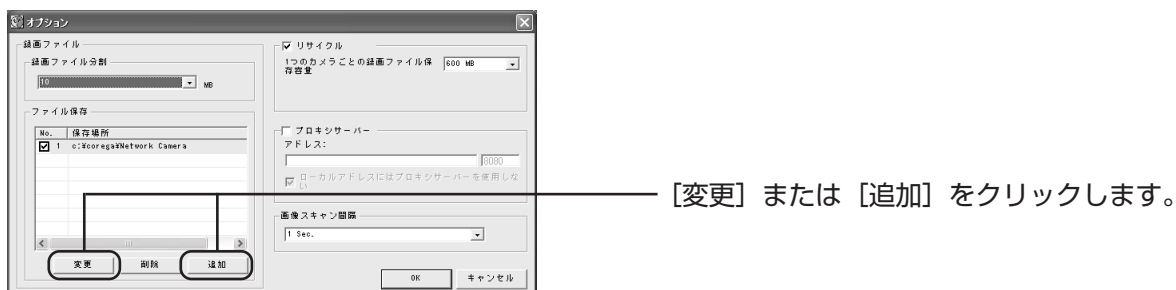 オプション
録画ファイル
録画ファイル分割
10
MB
ファイル保存
No. 保存場所
1 c:¥corega¥Network Camera
変更 削除 追加
リサイクル
1つのカメラごとの録画ファイル保
存容量
600 MB
プロキシサーバー
アドレス:
8080
ローカルアドレスにはプロキシサーバーを使用しな
い
画像スキャン間隔
1 Sec.
OK キャンセル
［変更］または［追加］をクリックします。